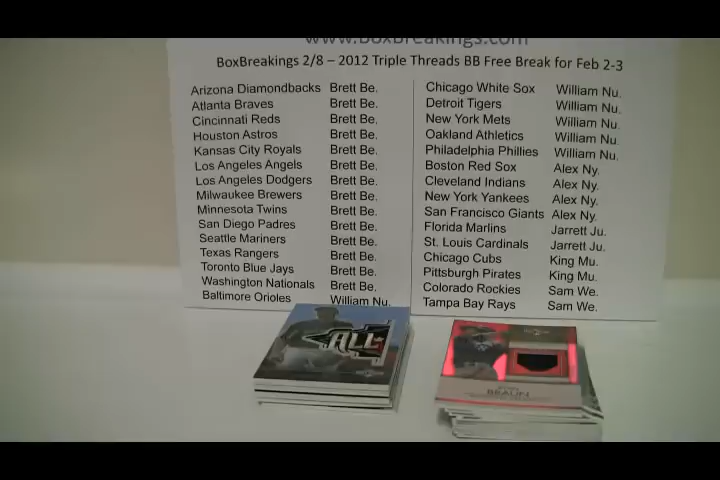 www.boxbreakings.com
BoxBreakings 2/8 – 2012 Triple Threads BB Free Break for Feb 2-3
Arizona Diamondbacks Brett Be.
Atlanta Braves Brett Be.
Cincinnati Reds Brett Be.
Houston Astros Brett Be.
Kansas City Royals Brett Be.
Los Angeles Angels Brett Be.
Los Angeles Dodgers Brett Be.
Milwaukee Brewers Brett Be.
Minnesota Twins Brett Be.
San Diego Padres Brett Be.
Seattle Mariners Brett Be.
Texas Rangers Brett Be.
Toronto Blue Jays Brett Be.
Washington Nationals Brett Be.
Baltimore Orioles William Nu.
Chicago White Sox William Nu.
Detroit Tigers William Nu.
New York Mets William Nu.
Oakland Athletics William Nu.
Philadelphia Phillies William Nu.
Boston Red Sox Alex Ny.
Cleveland Indians Alex Ny.
New York Yankees Alex Ny.
San Francisco Giants Alex Ny.
Florida Marlins Jarrett Ju.
St. Louis Cardinals Jarrett Ju.
Chicago Cubs King Mu.
Pittsburgh Pirates King Mu.
Colorado Rockies Sam We.
Tampa Bay Rays Sam We.
ALL
BRAUN